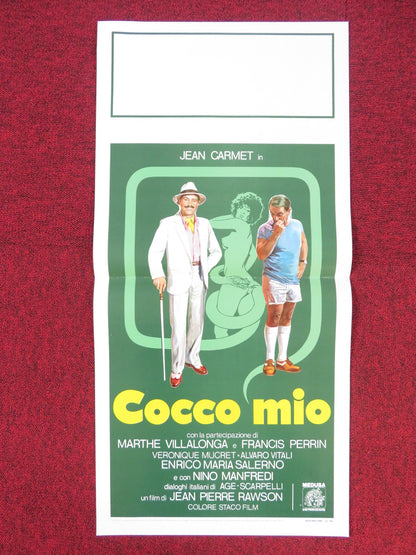 JEAN CARMET in
Cocco mio
con la partecipazione di
MARTHE VILLALONGA e FRANCIS PERRIN
VERONIQUE MUCRET - ALVARO VITALI
ENRICO MARIA SALERNO
e con NINO MANFREDI
dialoghi italiani di AGE-SCARPELLI
un film di JEAN PIERRE RAWSON
COLORE STACO FILM
MEDUSA
DISTRIBUZIONE